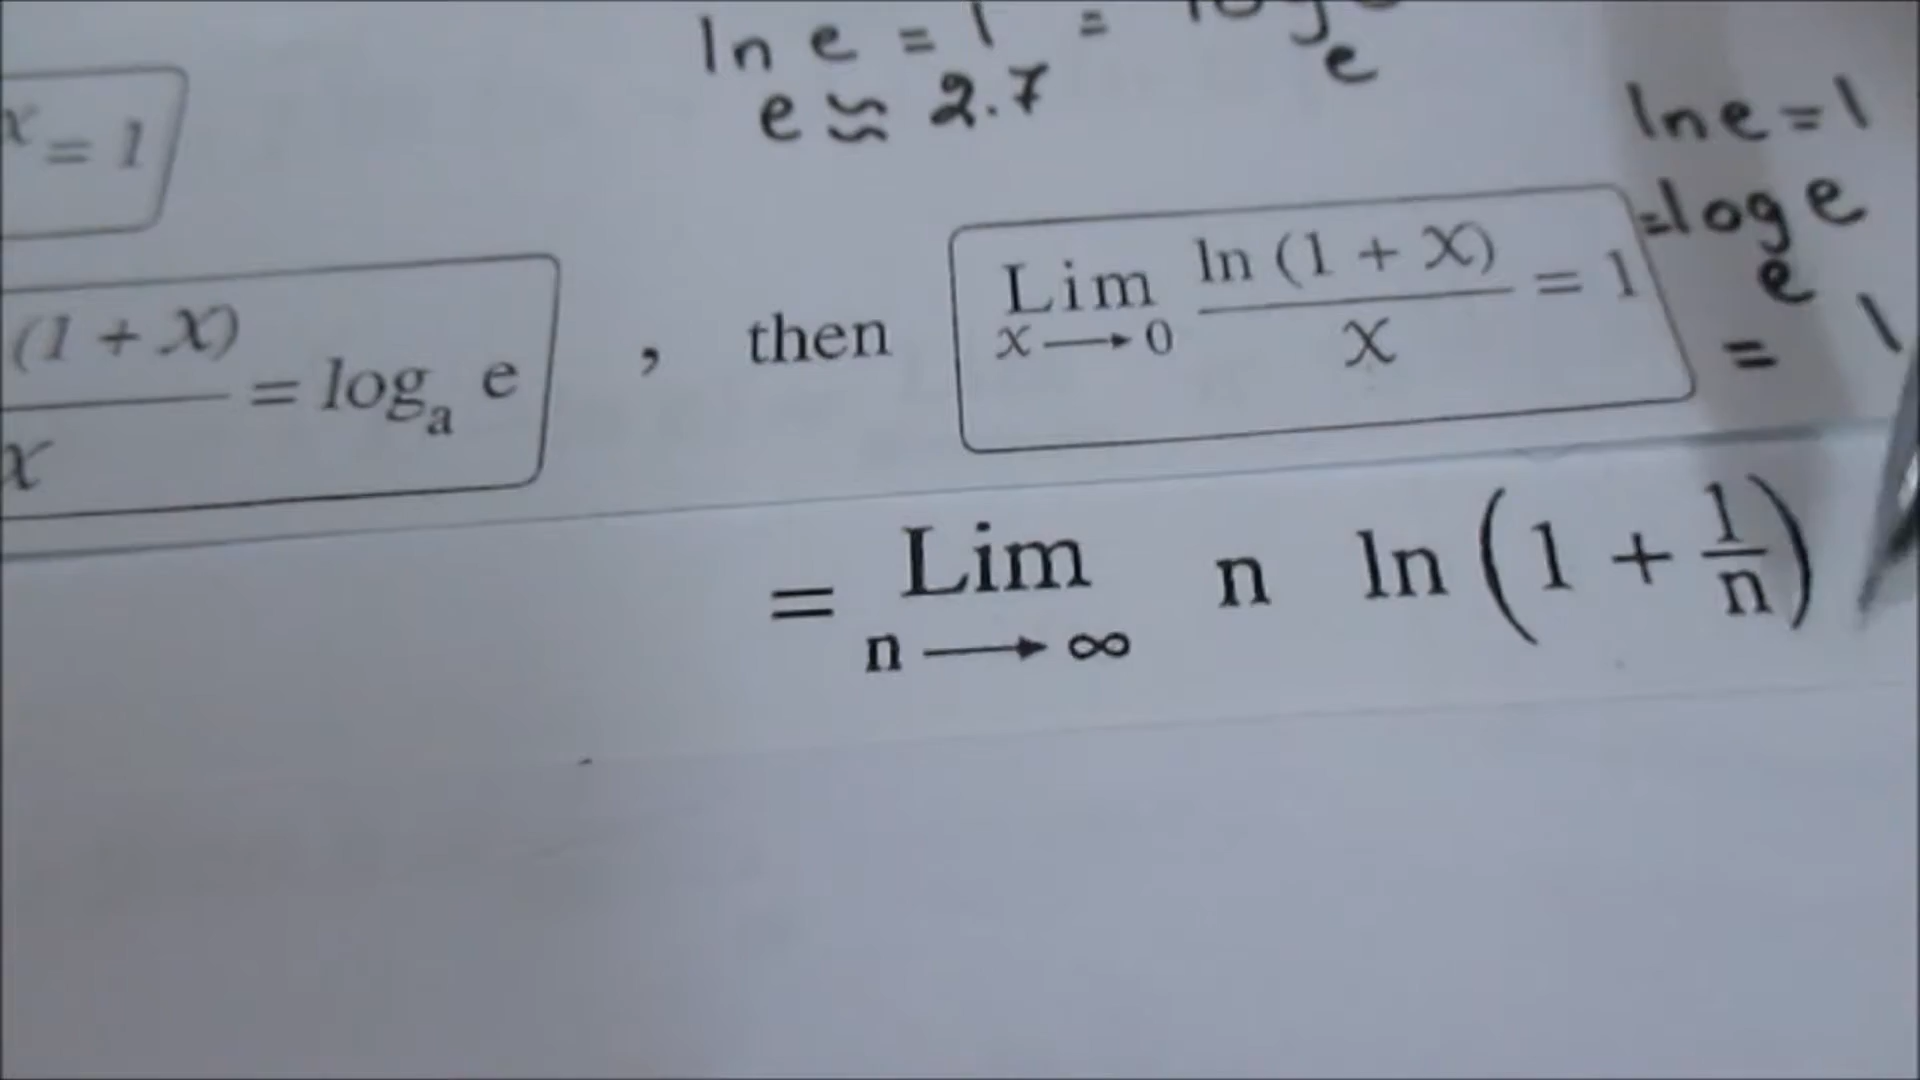 ln e = 1 = log e
e ≈ 2.7
x = 1
ln e = 1
= log e
e
= 1
(1 + x)
x
= log a e
, then
Lim x → 0 ln (1 + x) / x = 1
= Lim n → ∞ n ln (1 + 1/n)